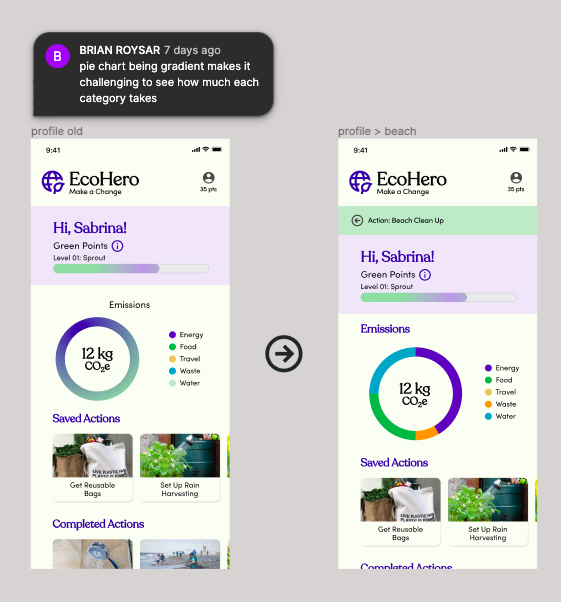 B
BRIAN ROYSAR 7 days ago
pie chart being gradient makes it
challenging to see how much each
category takes
profile old
9:41
EcoHero
Make a Change
35 pts
Hi, Sabrina!
Green Points
Level 01: Sprout
Emissions
12 kg
CO₂e
Energy
Food
Travel
Waste
Water
Saved Actions
LIVE PLASTIC FREE
Get Reusable
Bags
Set Up Rain
Harvesting
Completed Actions
profile > beach
9:41
EcoHero
Make a Change
35 pts
Action: Beach Clean Up
Hi, Sabrina!
Green Points
Level 01: Sprout
Emissions
12 kg
CO₂e
Energy
Food
Travel
Waste
Water
Saved Actions
Get Reusable
Bags
Set Up Rain
Harvesting
Completed Actions